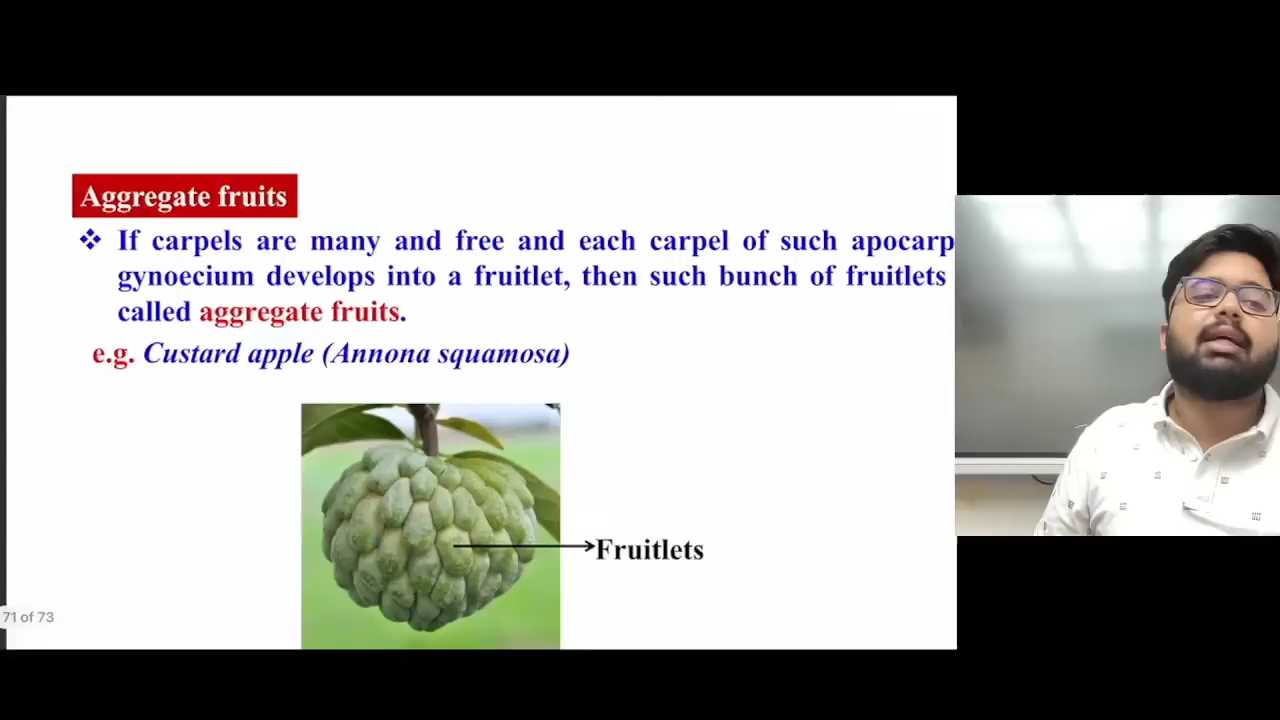 Aggregate fruits
❖ If carpels are many and free and each carpel of such apocarp
gynoecium develops into a fruitlet, then such bunch of fruitlets
called aggregate fruits.
e.g. Custard apple (Annona squamosa)
Fruitlets
71 of 73